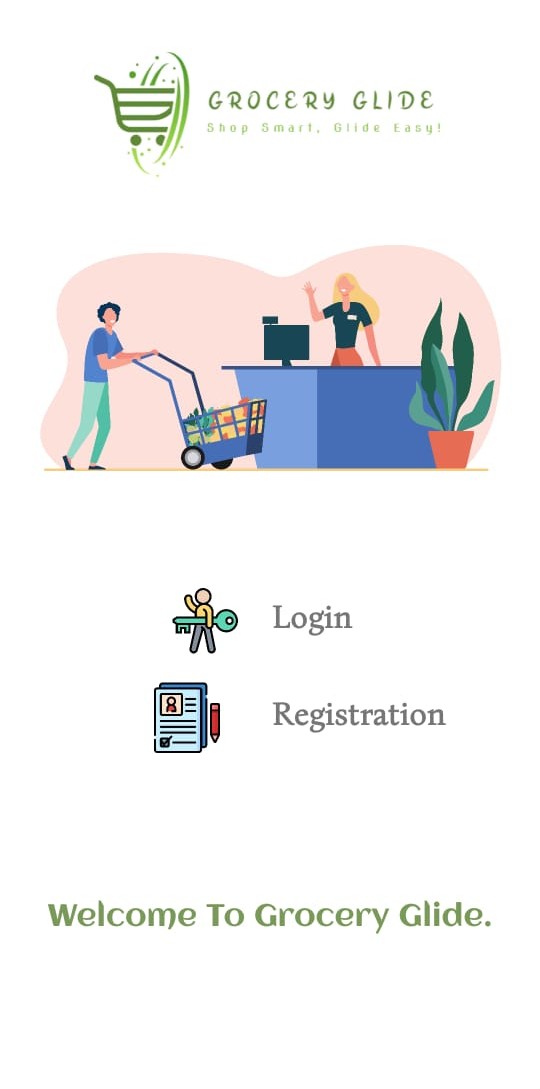 GROCERY GLIDE
Shop Smart, Glide Easy!
Login
Registration
Welcome To Grocery Glide.